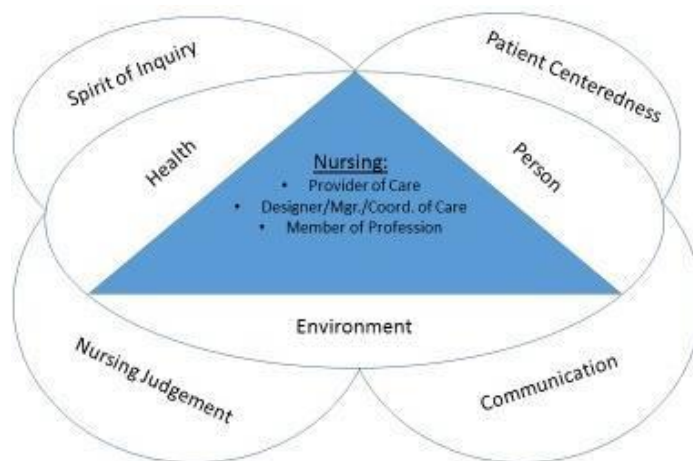 Spirit of Inquiry
Patient Centeredness
Health
Person
Nursing:
• Provider of Care
• Designer/Mgr./Coord. of Care
• Member of Profession
Environment
Nursing Judgement
Communication